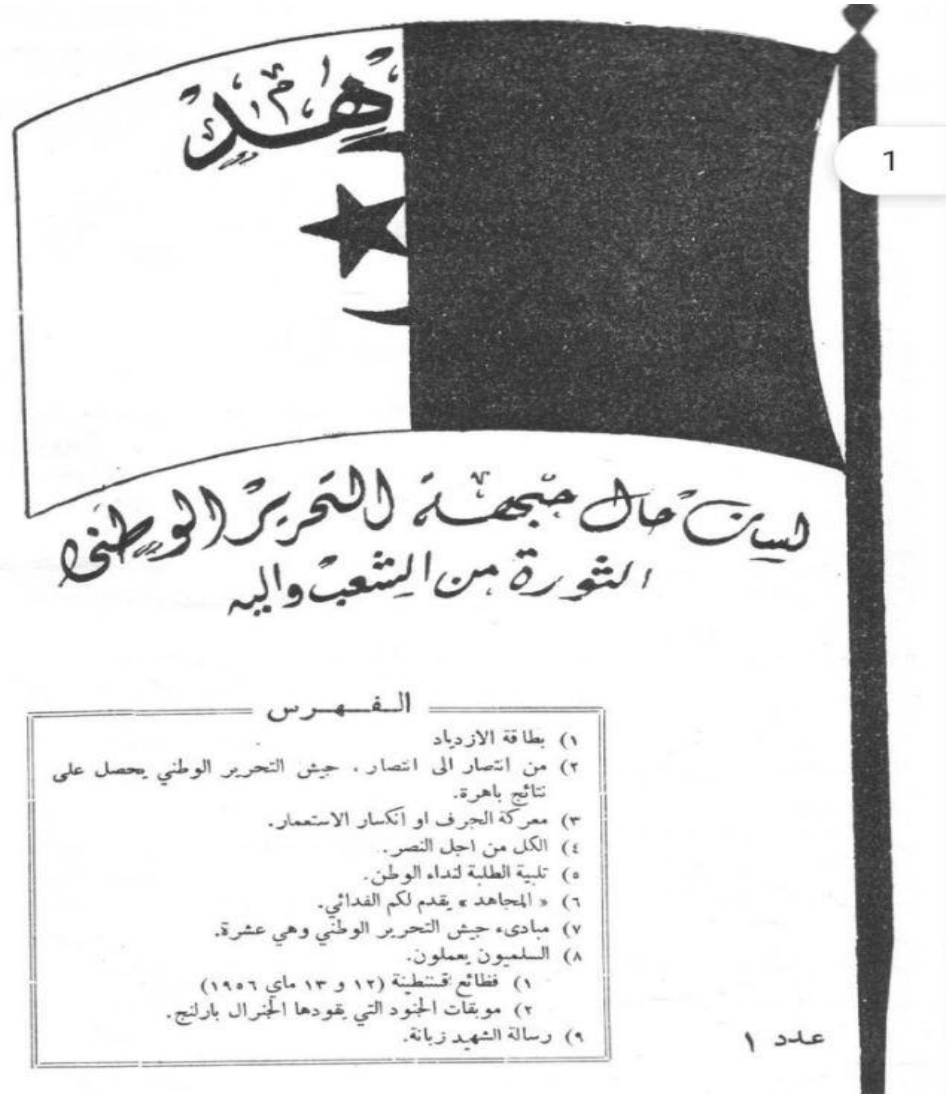 هد
1
لسان حال جبهة التحرير الوطني
الثورة من الشعب واليه
الفهرس
١) بطاقة الازدياد
٢) من انتصار الى انتصار . جيش التحرير الوطني يحصل على
نتائج باهرة.
٣) معركة الجرف او انكسار الاستعمار.
٤) الكل من اجل النصر.
٥) تلبية الطلبة لنداء الوطن.
٦) « المجاهد » يقدم لكم الفدائي.
٧) مبادىء جيش التحرير الوطني وهي عشرة.
٨) السلميون يعملون.
١) فظائع قسنطينة (١٢ و ١٣ ماي ١٩٥٦)
٢) موبقات الجنود التي يقودها الجنرال بارلنج.
٩) رسالة الشهيد زبانة.
عدد ١